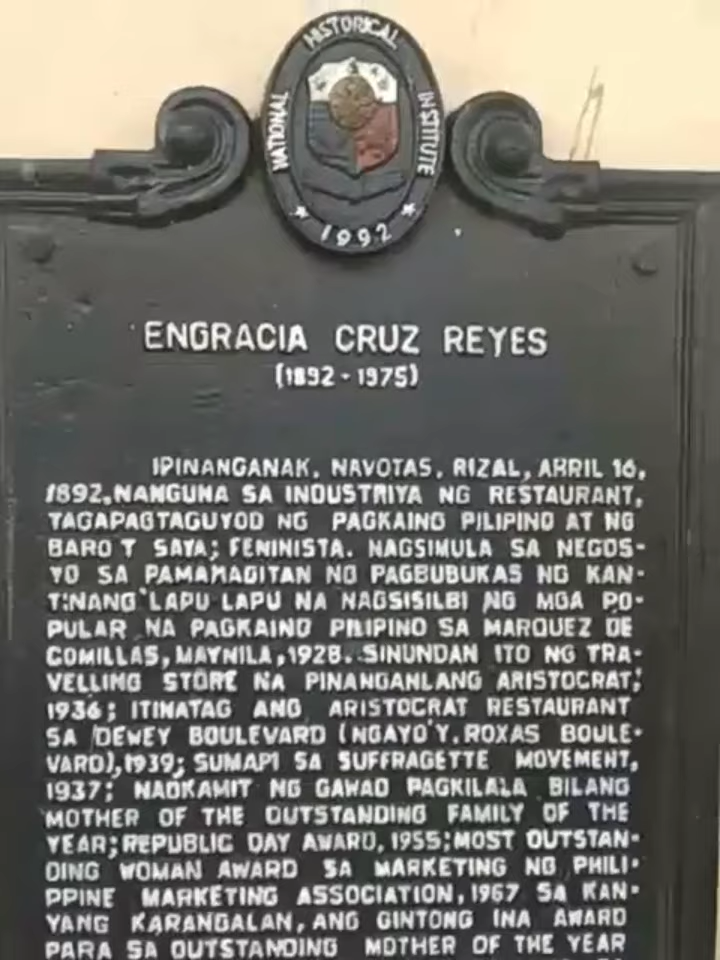 NATIONAL HISTORICAL INSTITUTE
1992
ENGRACIA CRUZ REYES
(1892 - 1975)
IPINANGANAK, NAVOTAS, RIZAL, ABRIL 16,
1892, NANGUNA SA INDUSTRIYA NG RESTAURANT,
TAGAPAGTAGUYOD NG PAGKAING PILIPINO AT NG
BARO'T SAYA; FEMINISTA. NAGSIMULA SA NEGOS-
YO SA PAMAMAGITAN NG PAGBUBUKAS NG KAN-
TINANG LAPU-LAPU NA NAGSISILBI NG MGA PO-
PULAR NA PAGKAING PILIPINO SA MARQUEZ DE
COMILLAS, MAYNILA, 1928. SINUNDAN ITO NG TRA-
VELLING STORE NA PINANGANLANG ARISTOCRAT,
1936; ITINATAG ANG ARISTOCRAT RESTAURANT
SA DEWEY BOULEVARD (NGAYO'Y ROXAS BOULE-
VARD), 1939; SUMAPI SA SUFFRAGETTE MOVEMENT,
1937; NAGKAMIT NG GAWAD PAGKILALA BILANG
MOTHER OF THE OUTSTANDING FAMILY OF THE
YEAR; REPUBLIC DAY AWARD, 1955; MOST OUTSTAN-
DING WOMAN AWARD SA MARKETING NG PHILI-
PPINE MARKETING ASSOCIATION, 1967 SA KAN-
YANG KARANGALAN, ANG GINTONG INA AWARD
PARA SA OUTSTANDING MOTHER OF THE YEAR